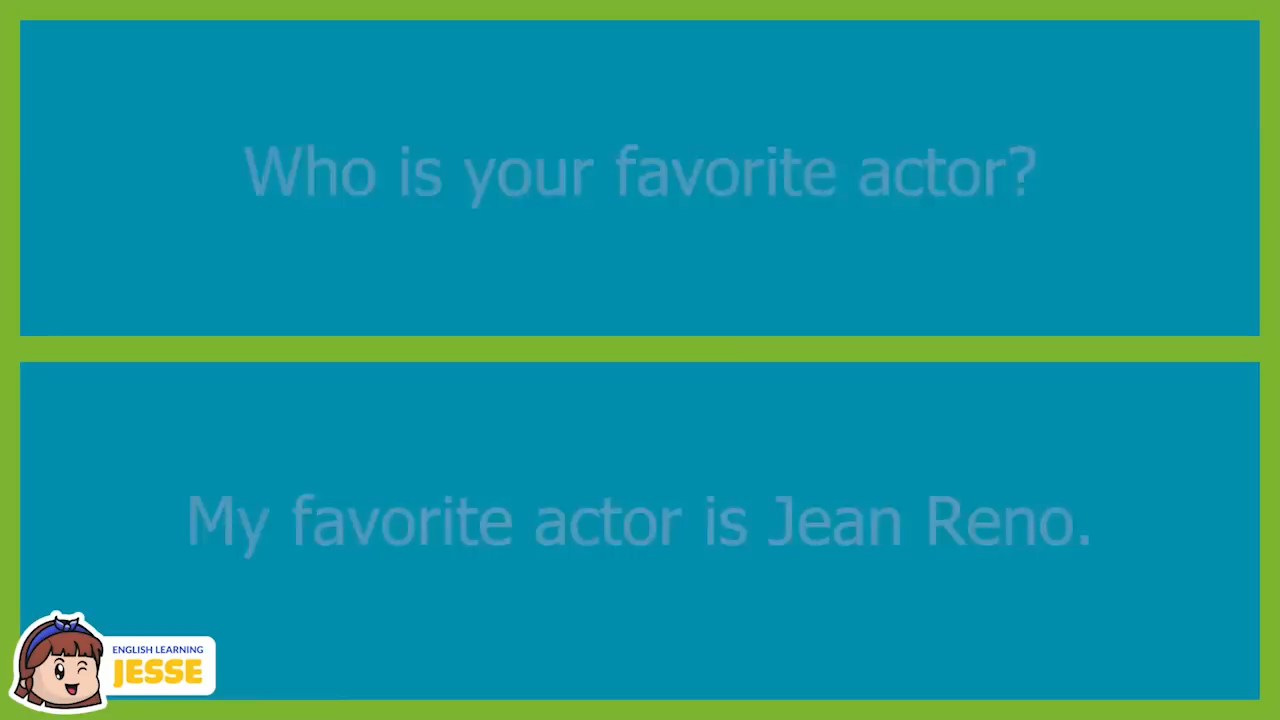 Who is your favorite actor?
My favorite actor is Jean Reno.
ENGLISH LEARNING
JESSE